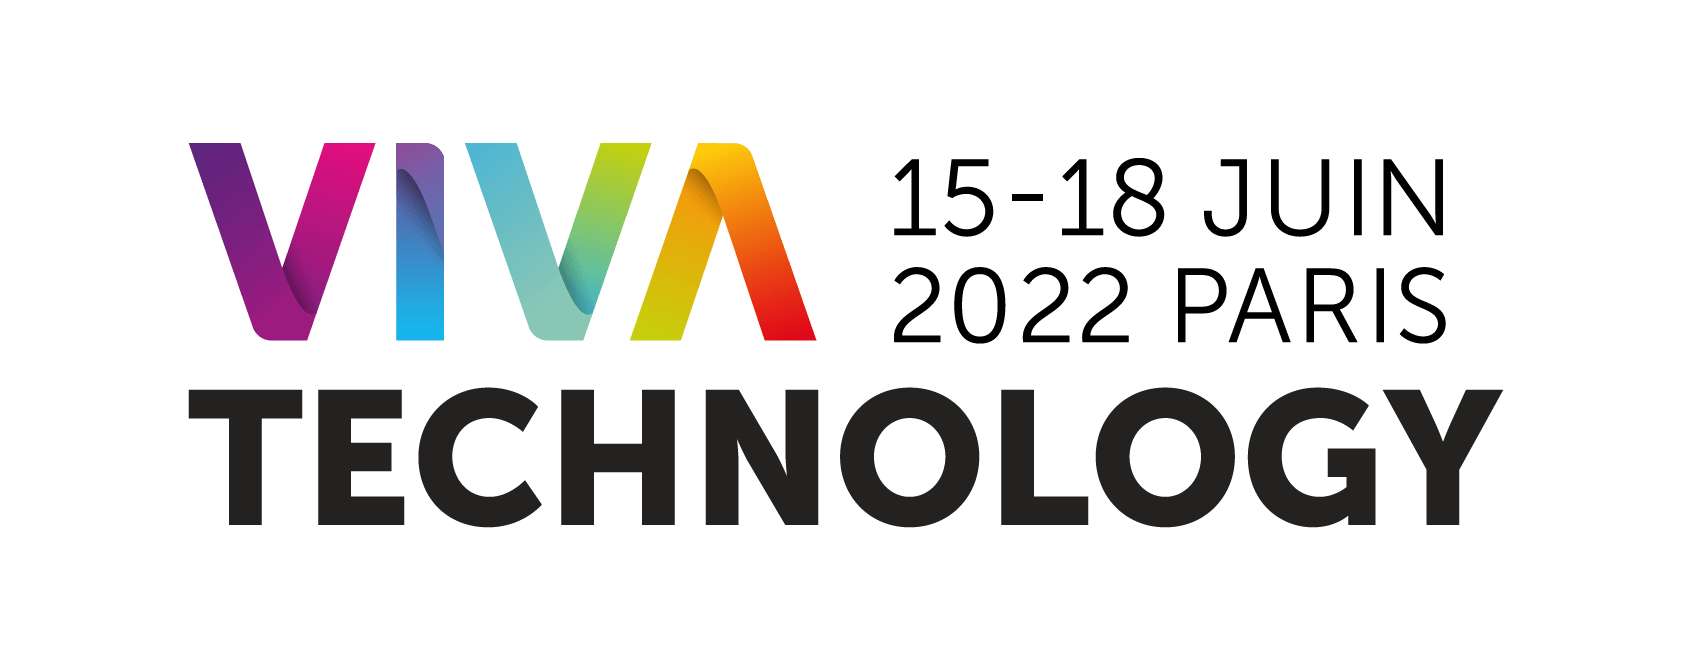 VIVA
15-18 JUIN
2022 PARIS
TECHNOLOGY